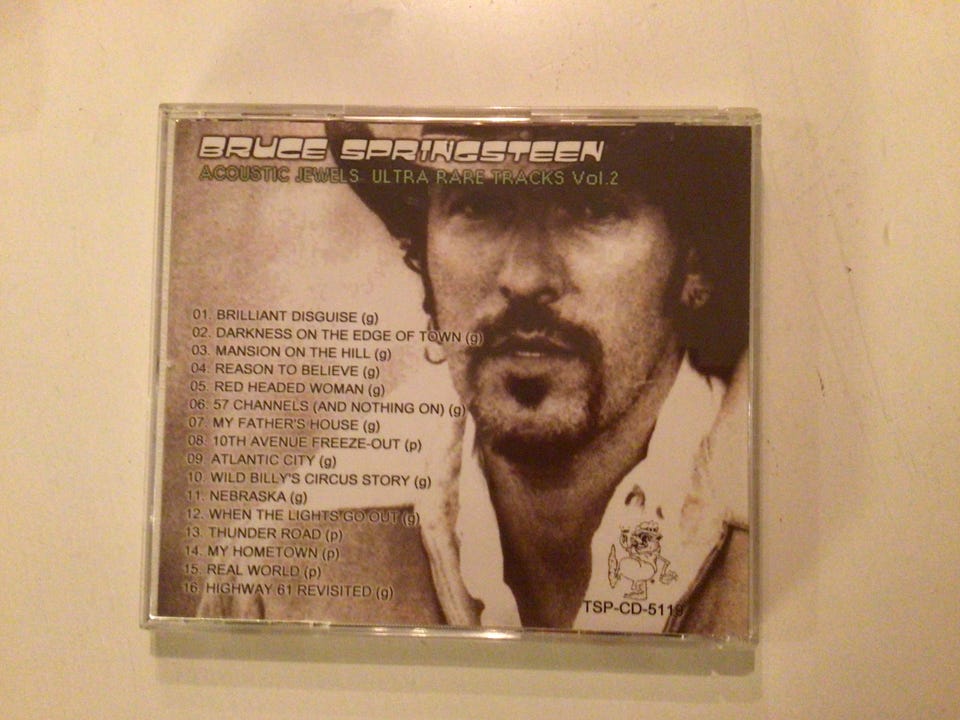 BRUCE SPRINGSTEEN
ACOUSTIC JEWELS ULTRA RARE TRACKS Vol.2
01. BRILLIANT DISGUISE (g)
02. DARKNESS ON THE EDGE OF TOWN (g)
03. MANSION ON THE HILL (g)
04. REASON TO BELIEVE (g)
05. RED HEADED WOMAN (g)
06. 57 CHANNELS (AND NOTHING ON) (g)
07. MY FATHER'S HOUSE (g)
08. 10TH AVENUE FREEZE-OUT (p)
09. ATLANTIC CITY (g)
10. WILD BILLY'S CIRCUS STORY (g)
11. NEBRASKA (g)
12. WHEN THE LIGHTS GO OUT (g)
13. THUNDER ROAD (p)
14. MY HOMETOWN (p)
15. REAL WORLD (p)
16. HIGHWAY 61 REVISITED (g)
TSP-CD-5119